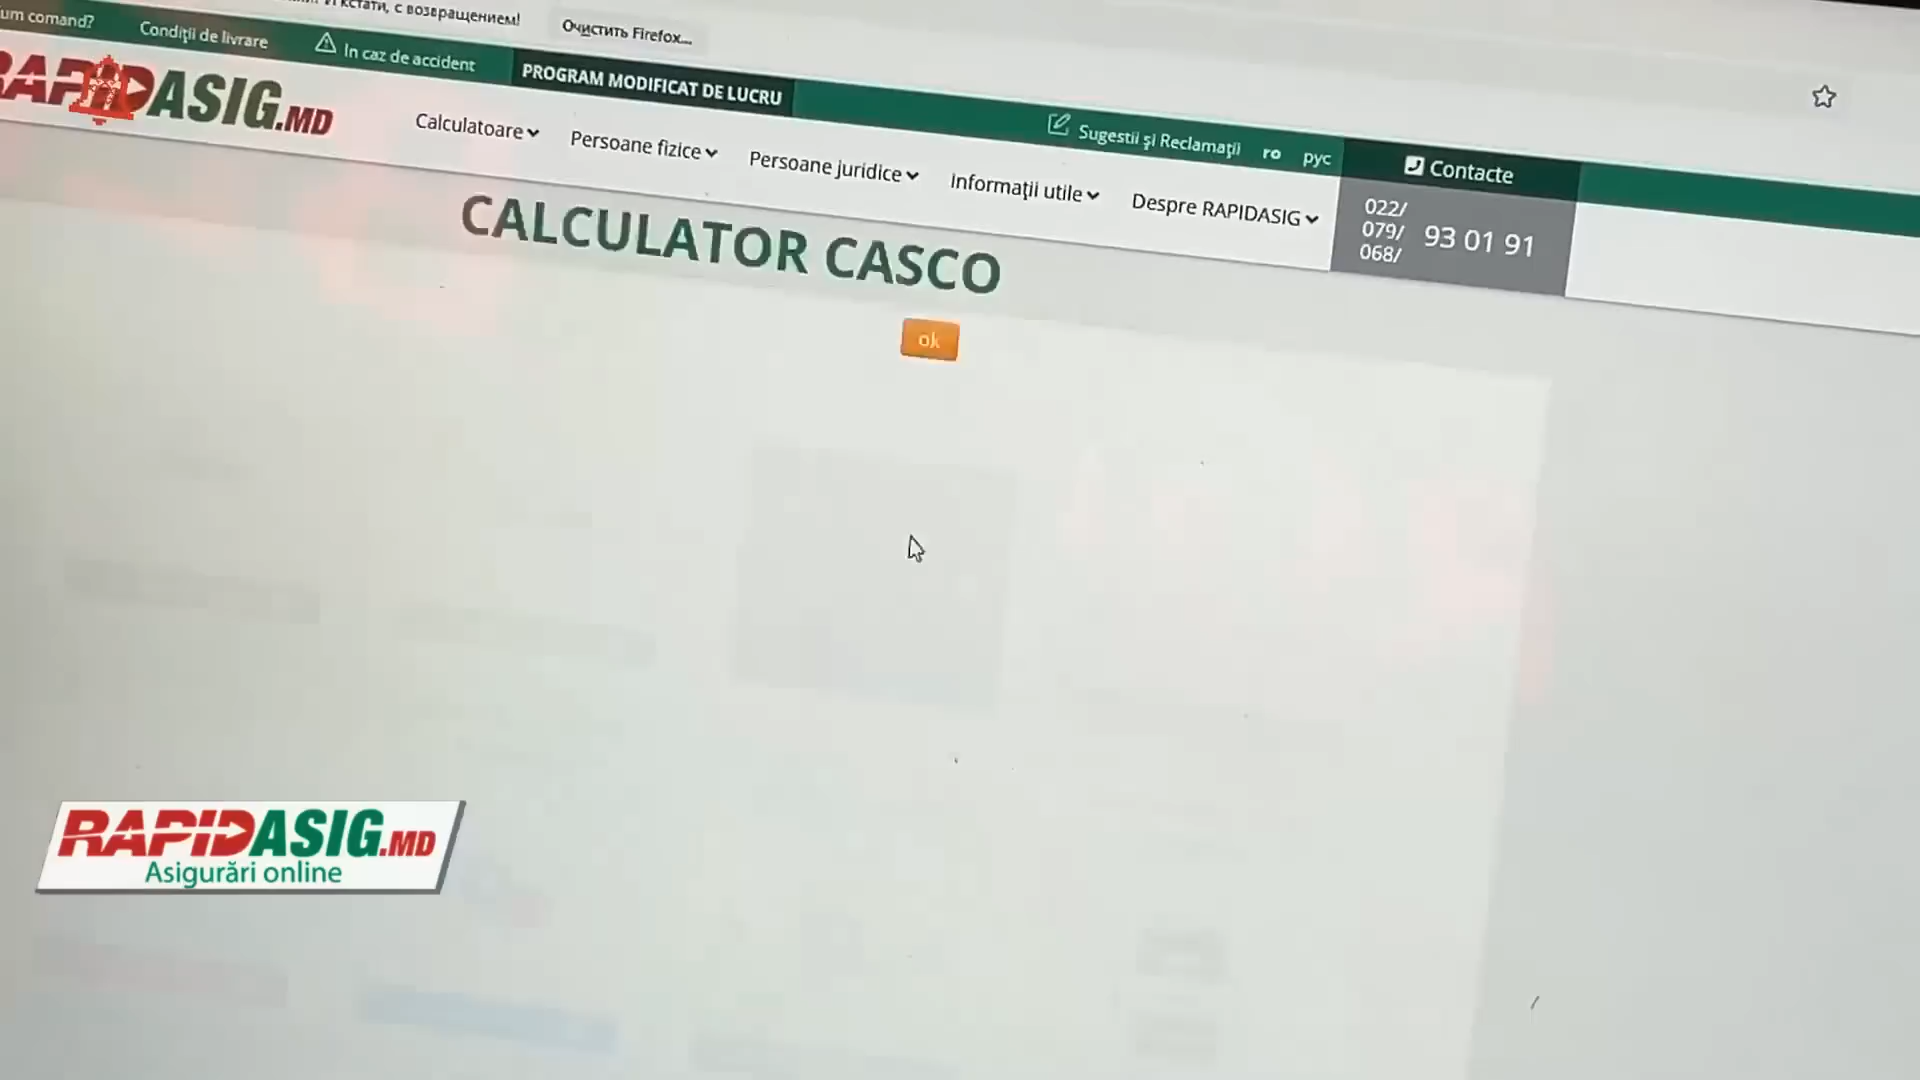 с возвращением!
Очистить Firefox...
comand?
Condiții de livrare
In caz de accident
PROGRAM MODIFICAT DE LUCRU
Sugestii și Reclamații
ro
рус
Contacte
RAPIDASIG.MD
Calculatoare
Persoane fizice
Persoane juridice
Informații utile
Despre RAPIDASIG
022/
079/
068/
93 01 91
CALCULATOR CASCO
ok
RAPIDASIG.MD
Asigurări online